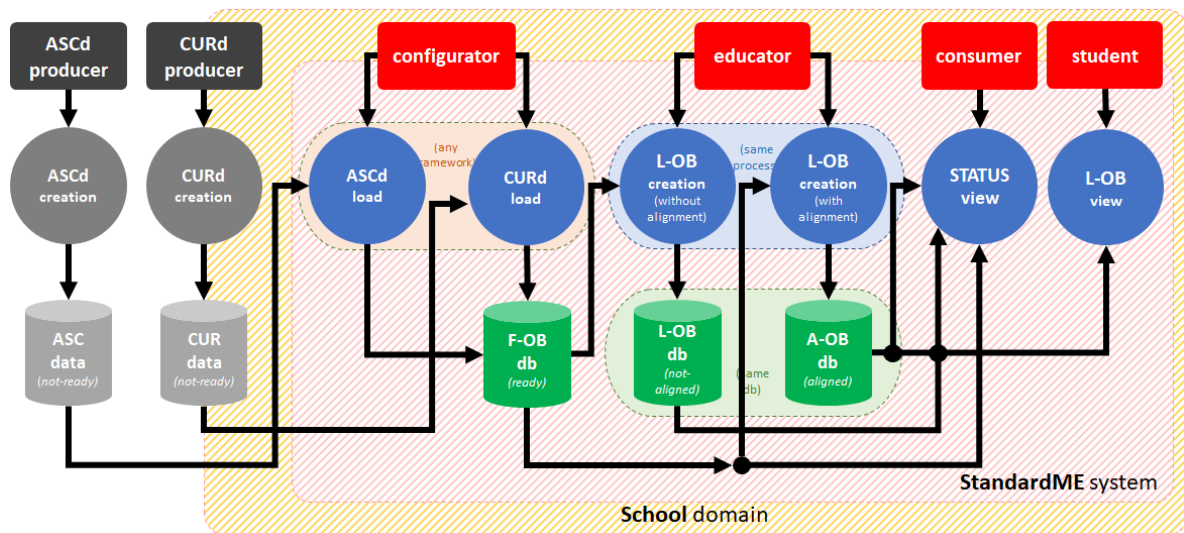 ASCd
producer
CURd
producer
configurator
educator
consumer
student
ASCd
creation
CURd
creation
(any
framework)
ASCd
load
CURd
load
L-OB
creation
(without
alignment)
(same
process)
L-OB
creation
(with
alignment)
STATUS
view
L-OB
view
ASC
data
(not-ready)
CUR
data
(not-ready)
F-OB
db
(ready)
L-OB
db
(not-
aligned)
(same
db)
A-OB
db
(aligned)
StandardME system
School domain